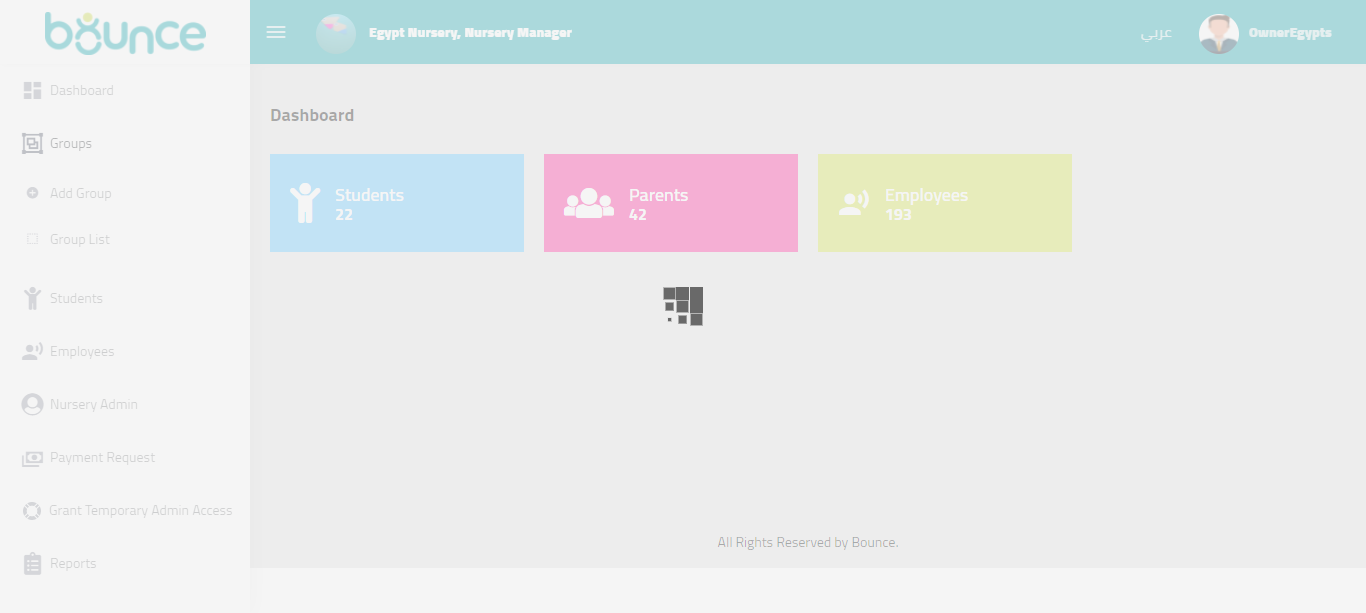 bounce
Egypt Nursery, Nursery Manager
عربي
OwnerEgypts
Dashboard
Groups
Add Group
Group List
Students
Employees
Nursery Admin
Payment Request
Grant Temporary Admin Access
Reports
Dashboard
Students
22
Parents
42
Employees
193
All Rights Reserved by Bounce.